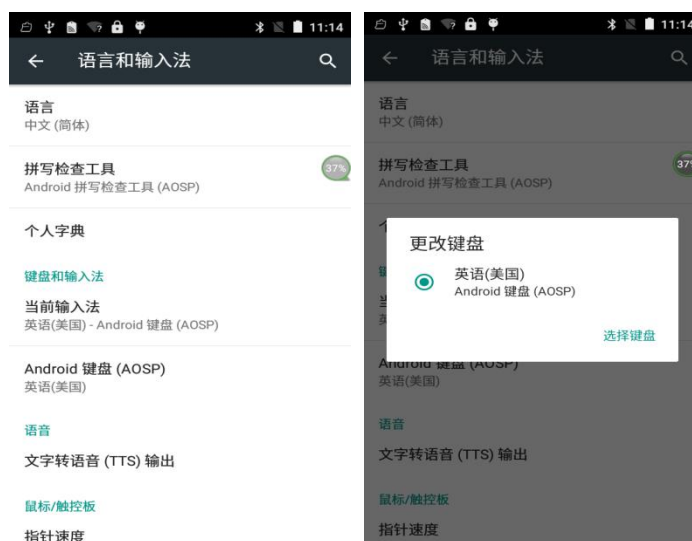 11:14
语言和输入法
语言
中文 (简体)
拼写检查工具
Android 拼写检查工具 (AOSP)
37%
个人字典
键盘和输入法
当前输入法
英语(美国) - Android 键盘 (AOSP)
Android 键盘 (AOSP)
英语(美国)
语音
文字转语音 (TTS) 输出
鼠标/触控板
指针速度
11:14
语言和输入法
语言
中文 (简体)
拼写检查工具
Android 拼写检查工具 (AOSP)
更改键盘
英语(美国)
Android 键盘 (AOSP)
选择键盘
Android 键盘 (AOSP)
英语(美国)
语音
文字转语音 (TTS) 输出
鼠标/触控板
指针速度